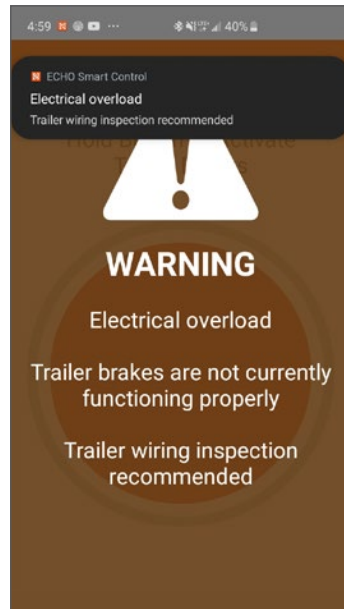 4:59 N ... LTE+ 40%
N ECHO Smart Control
Electrical overload
Trailer wiring inspection recommended
WARNING
Electrical overload
Trailer brakes are not currently
functioning properly
Trailer wiring inspection
recommended